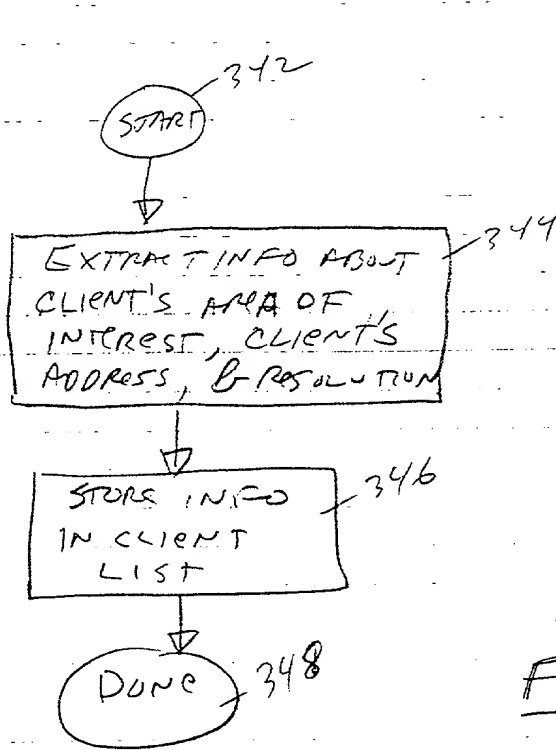 342
START
344
EXTRACT INFO ABOUT
CLIENT'S AREA OF
INTEREST, CLIENT'S
ADDRESS, & RESOLUTION
346
STORE INFO
IN CLIENT
LIST
DONE
348
F